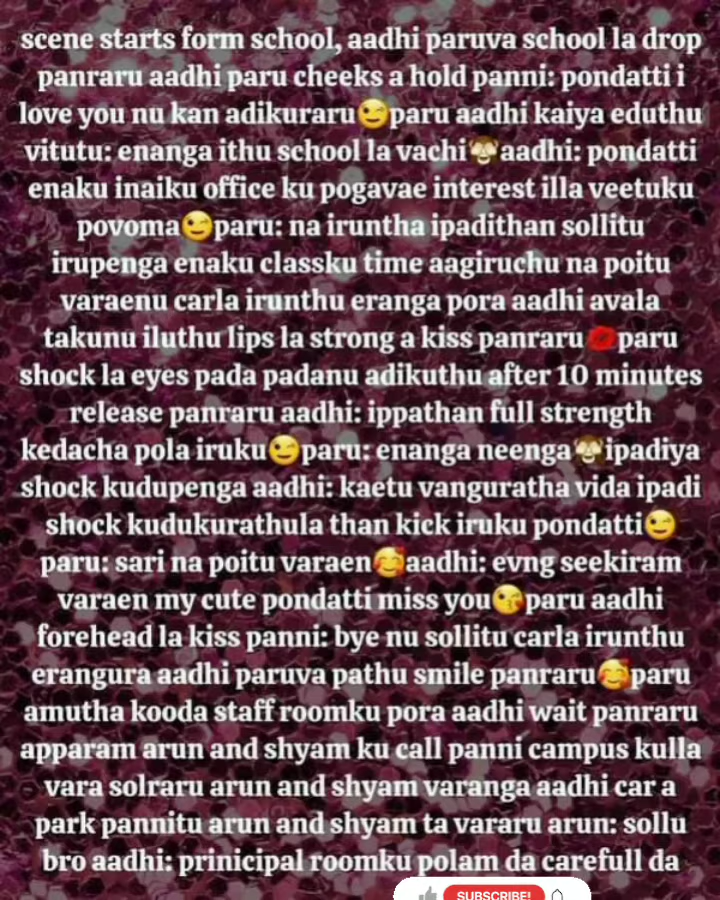 scene starts form school, aadhi paruva school la drop
panraru aadhi paru cheeks a hold panni: pondatti i
love you nu kan adikuraru😉paru aadhi kaiya eduthu
vitutu: enanga ithu school la vachi🙈aadhi: pondatti
enaku inaiku office ku pogavae interest illa veetuku
povoma😉paru: na iruntha ipadithan sollitu
irupenga enaku classku time aagiruchu na poitu
varaenu carla irunthu eranga pora aadhi avala
takunu iluthu lips la strong a kiss panraru💋paru
shock la eyes pada padanu adikuthu after 10 minutes
release panraru aadhi: ippathan full strength
kedacha pola iruku😉paru: enanga neenga🙈ipadiya
shock kudupenga aadhi: kaetu vanguratha vida ipadi
shock kudukurathula than kick iruku pondatti😉
paru: sari na poitu varaen🥰aadhi: evng seekiram
varaen my cute pondatti miss you😘paru aadhi
forehead la kiss panni: bye nu sollitu carla irunthu
erangura aadhi paruva pathu smile panraru🥰paru
amutha kooda staff roomku pora aadhi wait panraru
apparam arun and shyam ku call panni campus kulla
vara solraru arun and shyam varanga aadhi car a
park pannitu arun and shyam ta vararu arun: sollu
bro aadhi: prinicipal roomku polam da carefull da
SUBSCRIBE!